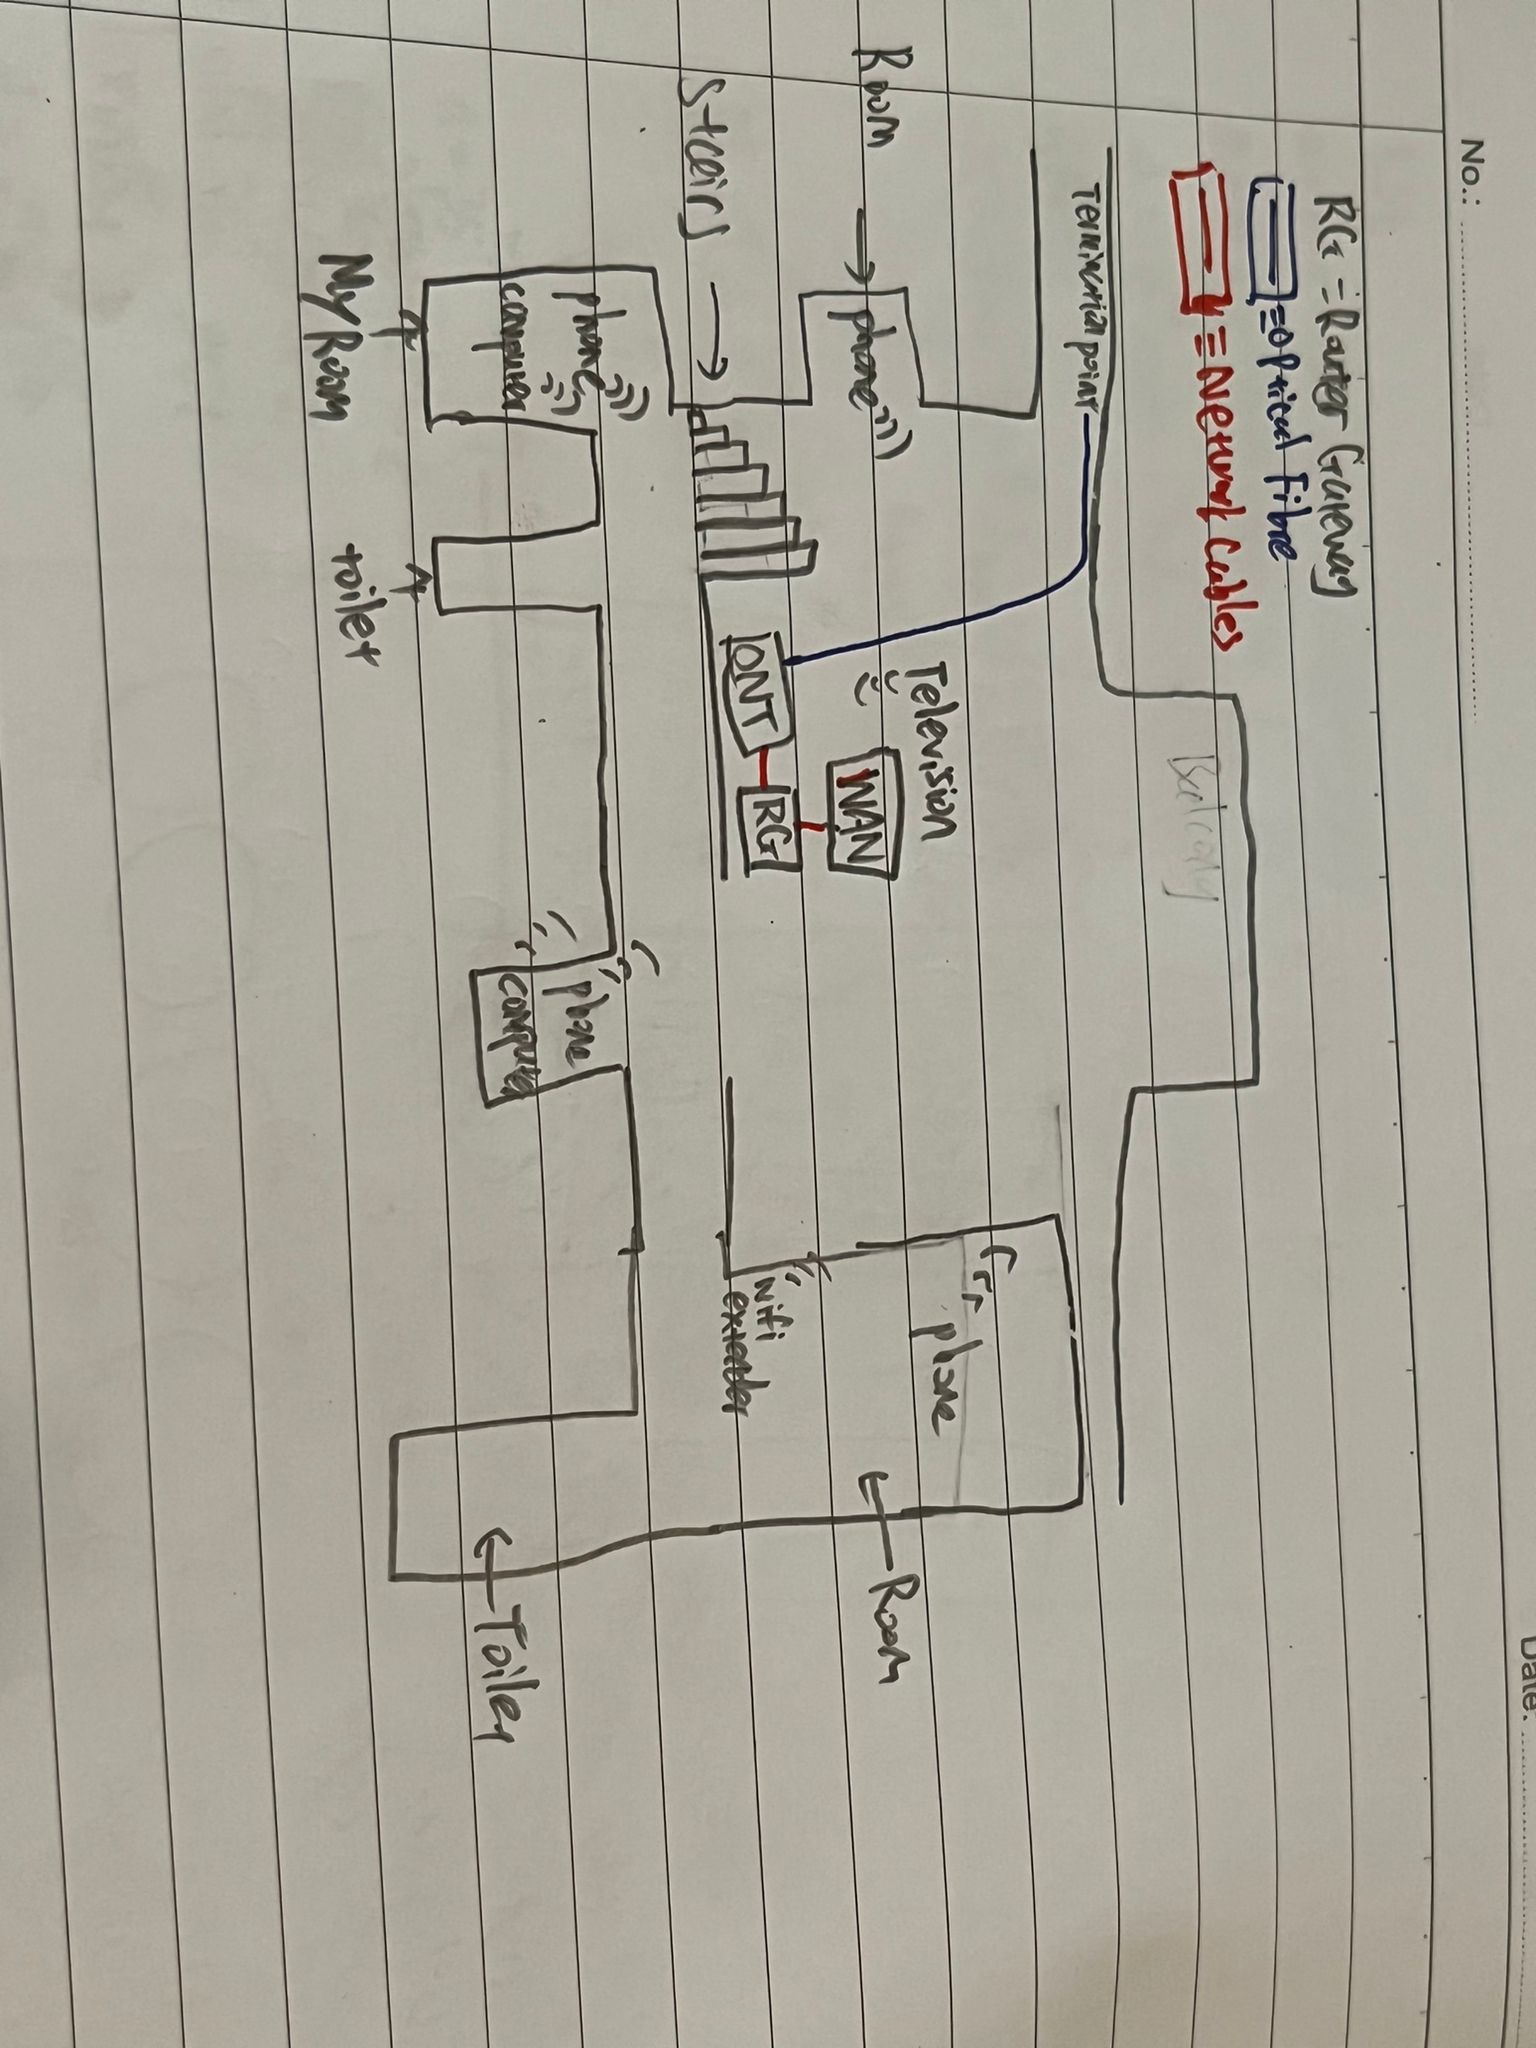 No.:
Date:
RG = Router Gateway
= Optical Fibre
= Network Cables
Termination point
Balcony
Room
phone
Television
WAN
ONT
RG
Stairs
phone
computer
My Room
toilet
phone
computer
phone
wifi
extender
Room
Toilet